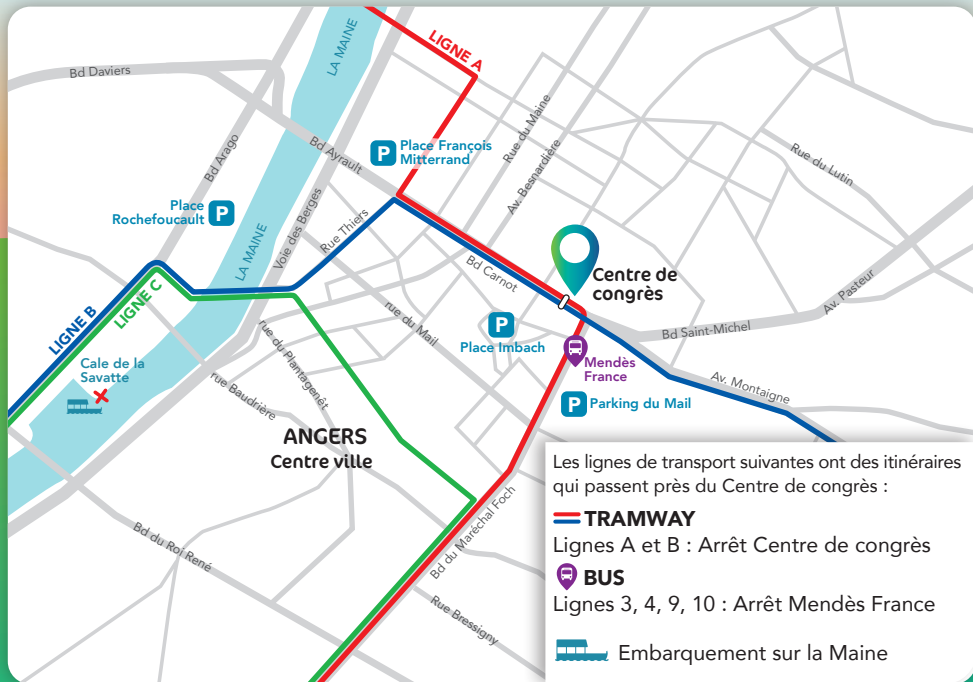 LIGNE A
LA MAINE
Bd Daviers
Bd Arago
Bd Ayrault
P
Place François
Mitterrand
Rue du Maine
Av. Besnardière
Rue du Lutin
Place
Rochefoucault
P
LA MAINE
Voie des Berges
Rue Thiers
Bd Carnot
Centre de
congrès
Av. Pasteur
Bd Saint-Michel
LIGNE B
LIGNE C
rue du Mail
P
Place Imbach
Mendès
France
Av. Montaigne
Cale de la
Savatte
rue du Plantagenêt
rue Baudrière
P
Parking du Mail
ANGERS
Centre ville
Bd du Roi René
Bd du Maréchal Foch
Rue Bressigny
Les lignes de transport suivantes ont des itinéraires
qui passent près du Centre de congrès :
TRAMWAY
Lignes A et B : Arrêt Centre de congrès
BUS
Lignes 3, 4, 9, 10 : Arrêt Mendès France
Embarquement sur la Maine